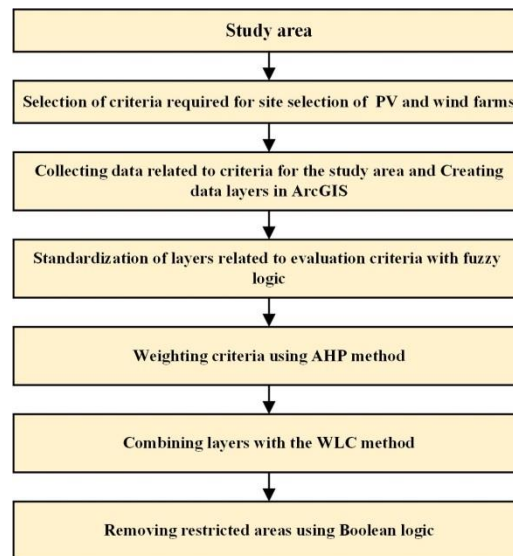 Study area
Selection of criteria required for site selection of PV and wind farms
Collecting data related to criteria for the study area and Creating
data layers in ArcGIS
Standardization of layers related to evaluation criteria with fuzzy
logic
Weighting criteria using AHP method
Combining layers with the WLC method
Removing restricted areas using Boolean logic